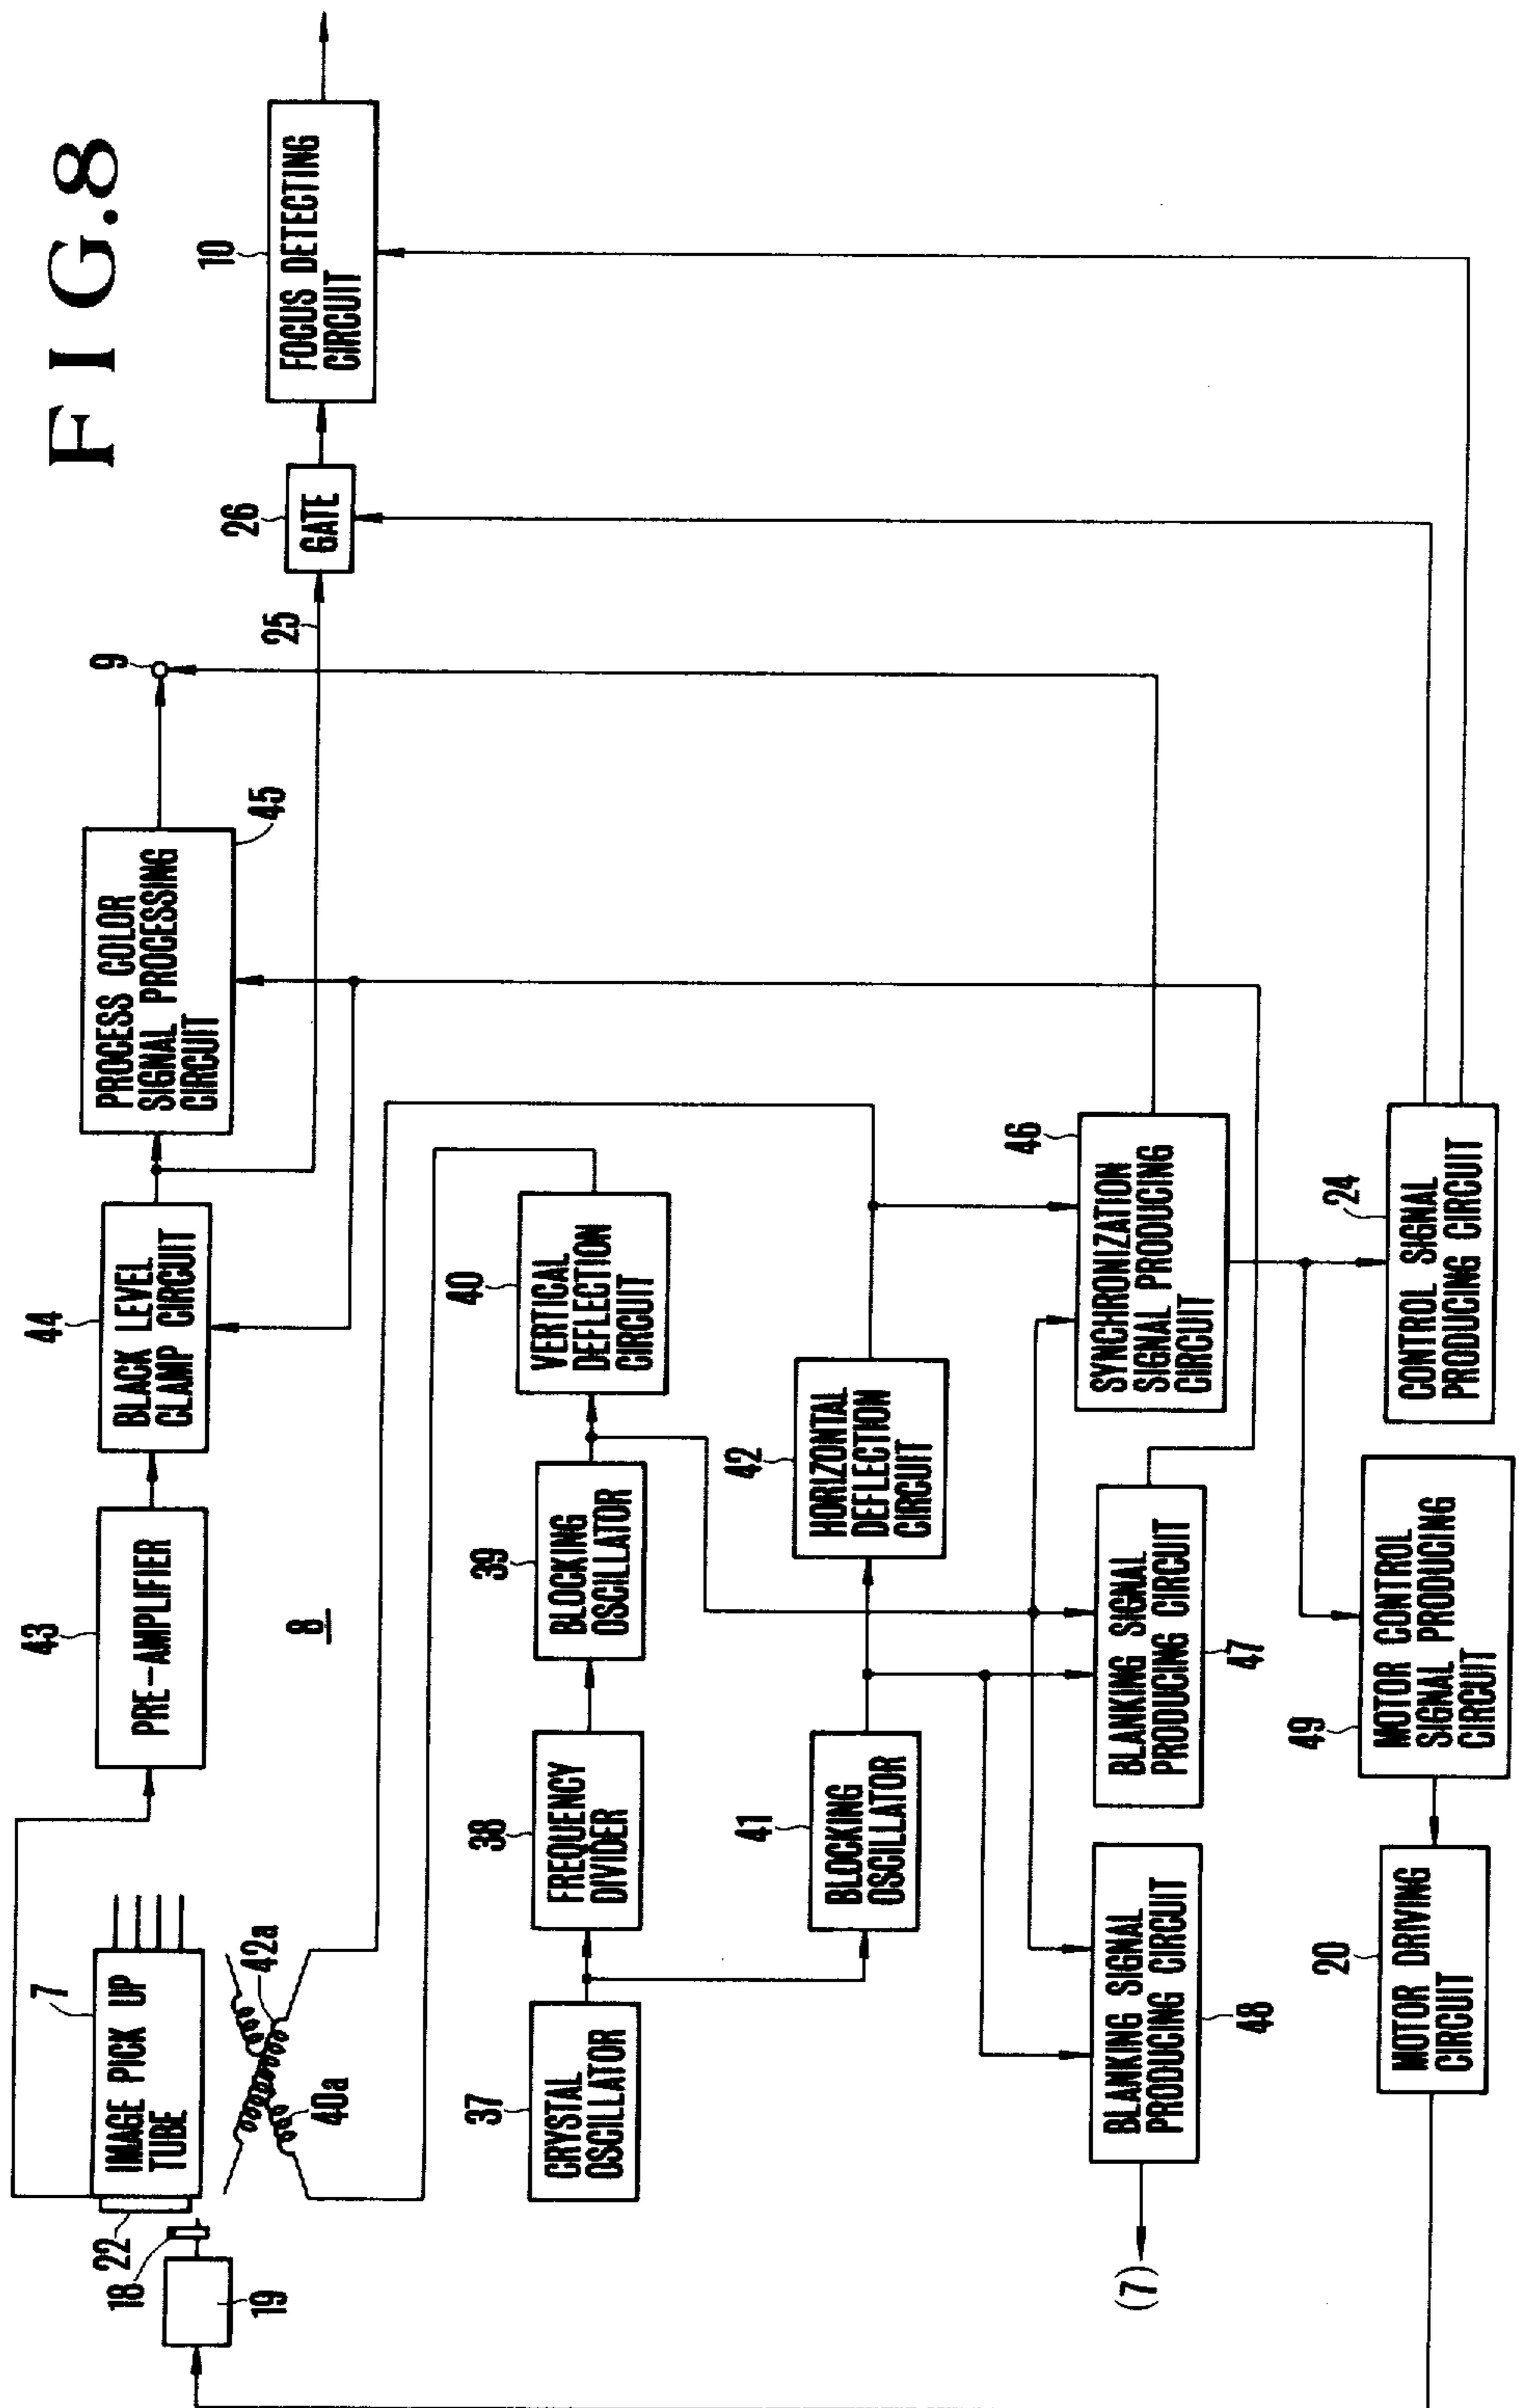 FIG.8
7
IMAGE PICK UP
TUBE
22
18
19
43
PRE-AMPLIFIER
44
BLACK LEVEL
CLAMP CIRCUIT
45
PROCESS COLOR
SIGNAL PROCESSING
CIRCUIT
9
25
26
GATE
10
FOCUS DETECTING
CIRCUIT
42a
40a
8
37
CRYSTAL
OSCILLATOR
38
FREQUENCY
DIVIDER
39
BLOCKING
OSCILLATOR
40
VERTICAL
DEFLECTION
CIRCUIT
41
BLOCKING
OSCILLATOR
42
HORIZONTAL
DEFLECTION
CIRCUIT
(7)
BLANKING SIGNAL
PRODUCING CIRCUIT
48
BLANKING SIGNAL
PRODUCING CIRCUIT
47
46
SYNCHRONIZATION
SIGNAL PRODUCING
CIRCUIT
20
MOTOR DRIVING
CIRCUIT
49
MOTOR CONTROL
SIGNAL PRODUCING
CIRCUIT
24
CONTROL SIGNAL
PRODUCING CIRCUIT